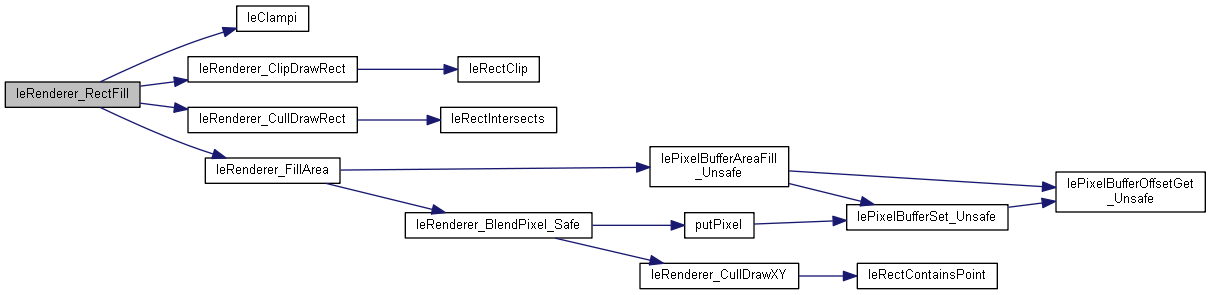 leRenderer_RectFill
leClampi
leRenderer_ClipDrawRect
leRectClip
leRenderer_CullDrawRect
leRectIntersects
leRenderer_FillArea
lePixelBufferAreaFill
_Unsafe
lePixelBufferOffsetGet
_Unsafe
lePixelBufferSet_Unsafe
leRenderer_BlendPixel_Safe
putPixel
leRenderer_CullDrawXY
leRectContainsPoint